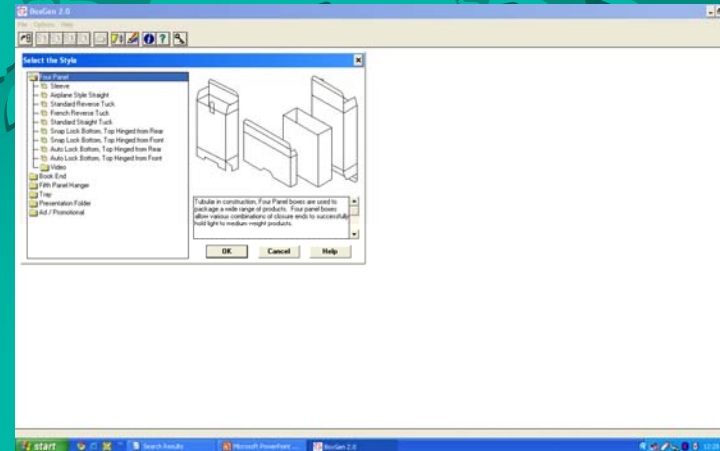 BoxGen 2.0
File Options Help
Select the Style
Four Panel
Sleeve
Airplane Style Straight
Standard Reverse Tuck
French Reverse Tuck
Standard Straight Tuck
Snap Lock Bottom, Top Hinged from Rear
Snap Lock Bottom, Top Hinged from Front
Auto Lock Bottom, Top Hinged from Rear
Auto Lock Bottom, Top Hinged from Front
Video
Book End
Fifth Panel Hanger
Tray
Presentation Folder
Ad / Promotional
Tubular in construction, Four Panel boxes are used to
package a wide range of products. Four panel boxes
allow various combinations of closure ends to successfully
hold light to medium weight products.
OK Cancel Help
start Search Results Microsoft PowerPoint ... BoxGen 2.0